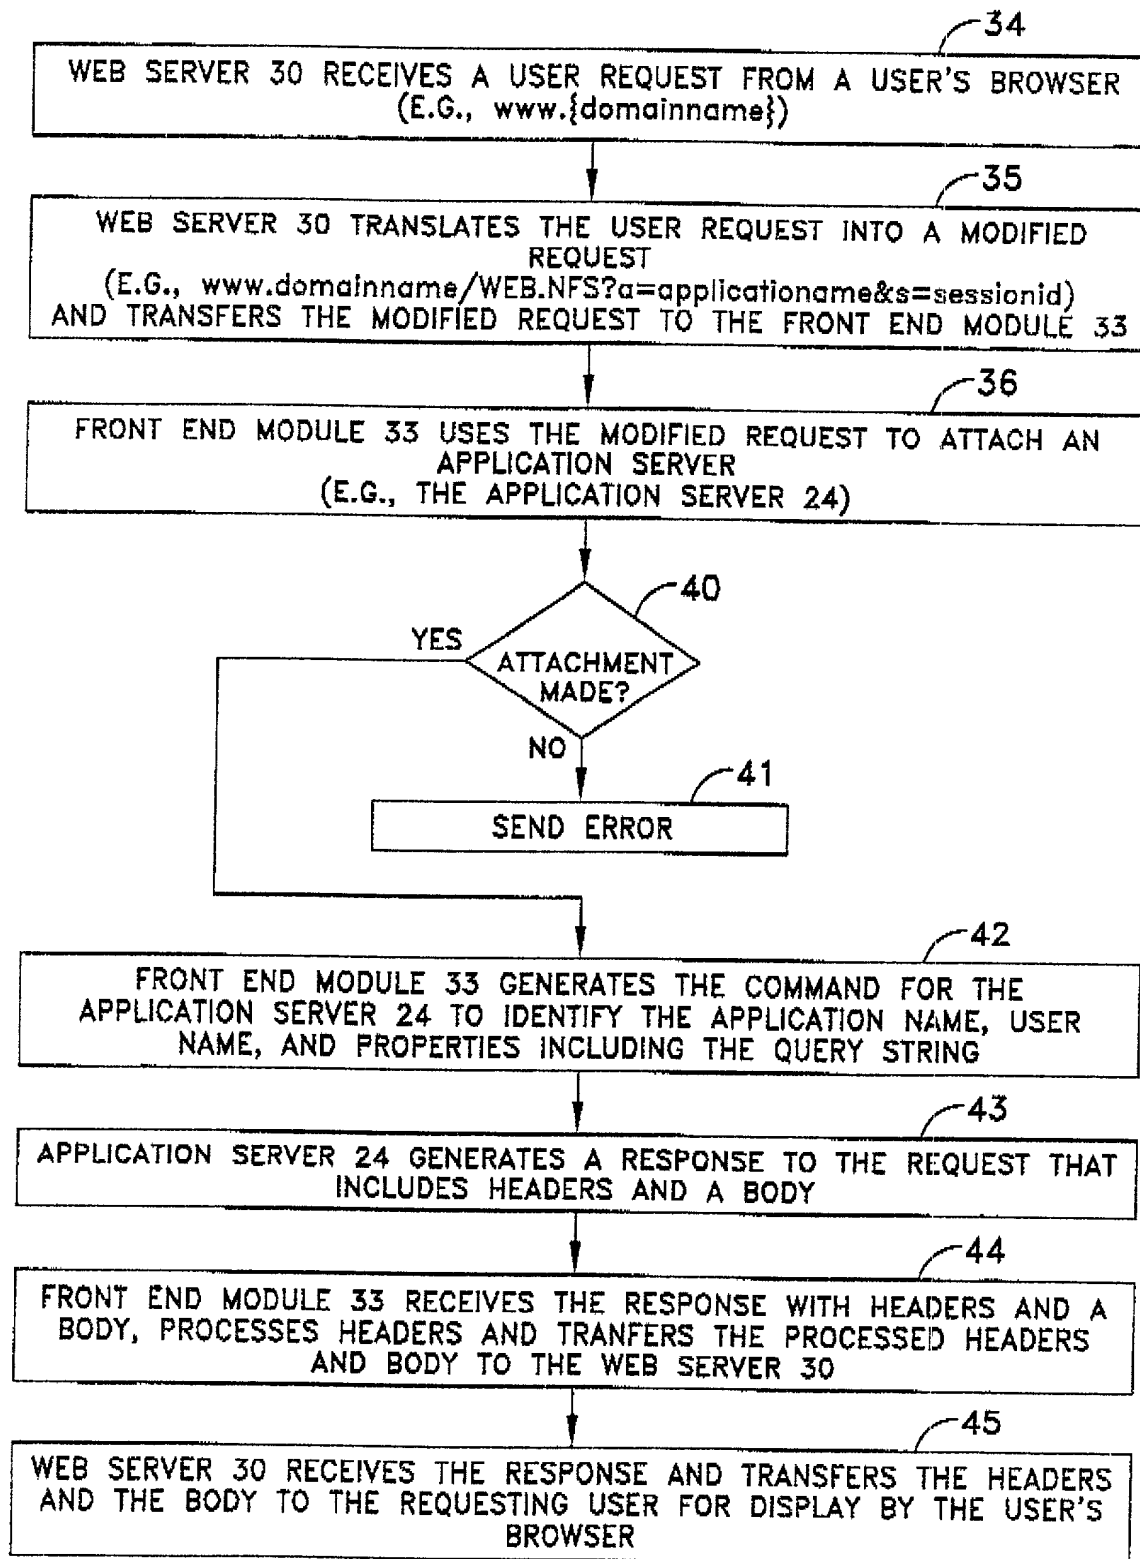 34
WEB SERVER 30 RECEIVES A USER REQUEST FROM A USER'S BROWSER
(E.G., www.{domainname})
35
WEB SERVER 30 TRANSLATES THE USER REQUEST INTO A MODIFIED
REQUEST
(E.G., www.domainname/WEB.NFS?a=applicationame&s=sessionid)
AND TRANSFERS THE MODIFIED REQUEST TO THE FRONT END MODULE 33
36
FRONT END MODULE 33 USES THE MODIFIED REQUEST TO ATTACH AN
APPLICATION SERVER
(E.G., THE APPLICATION SERVER 24)
40
YES
ATTACHMENT
MADE?
NO
41
SEND ERROR
42
FRONT END MODULE 33 GENERATES THE COMMAND FOR THE
APPLICATION SERVER 24 TO IDENTIFY THE APPLICATION NAME, USER
NAME, AND PROPERTIES INCLUDING THE QUERY STRING
43
APPLICATION SERVER 24 GENERATES A RESPONSE TO THE REQUEST THAT
INCLUDES HEADERS AND A BODY
44
FRONT END MODULE 33 RECEIVES THE RESPONSE WITH HEADERS AND A
BODY, PROCESSES HEADERS AND TRANFERS THE PROCESSED HEADERS
AND BODY TO THE WEB SERVER 30
45
WEB SERVER 30 RECEIVES THE RESPONSE AND TRANSFERS THE HEADERS
AND THE BODY TO THE REQUESTING USER FOR DISPLAY BY THE USER'S
BROWSER